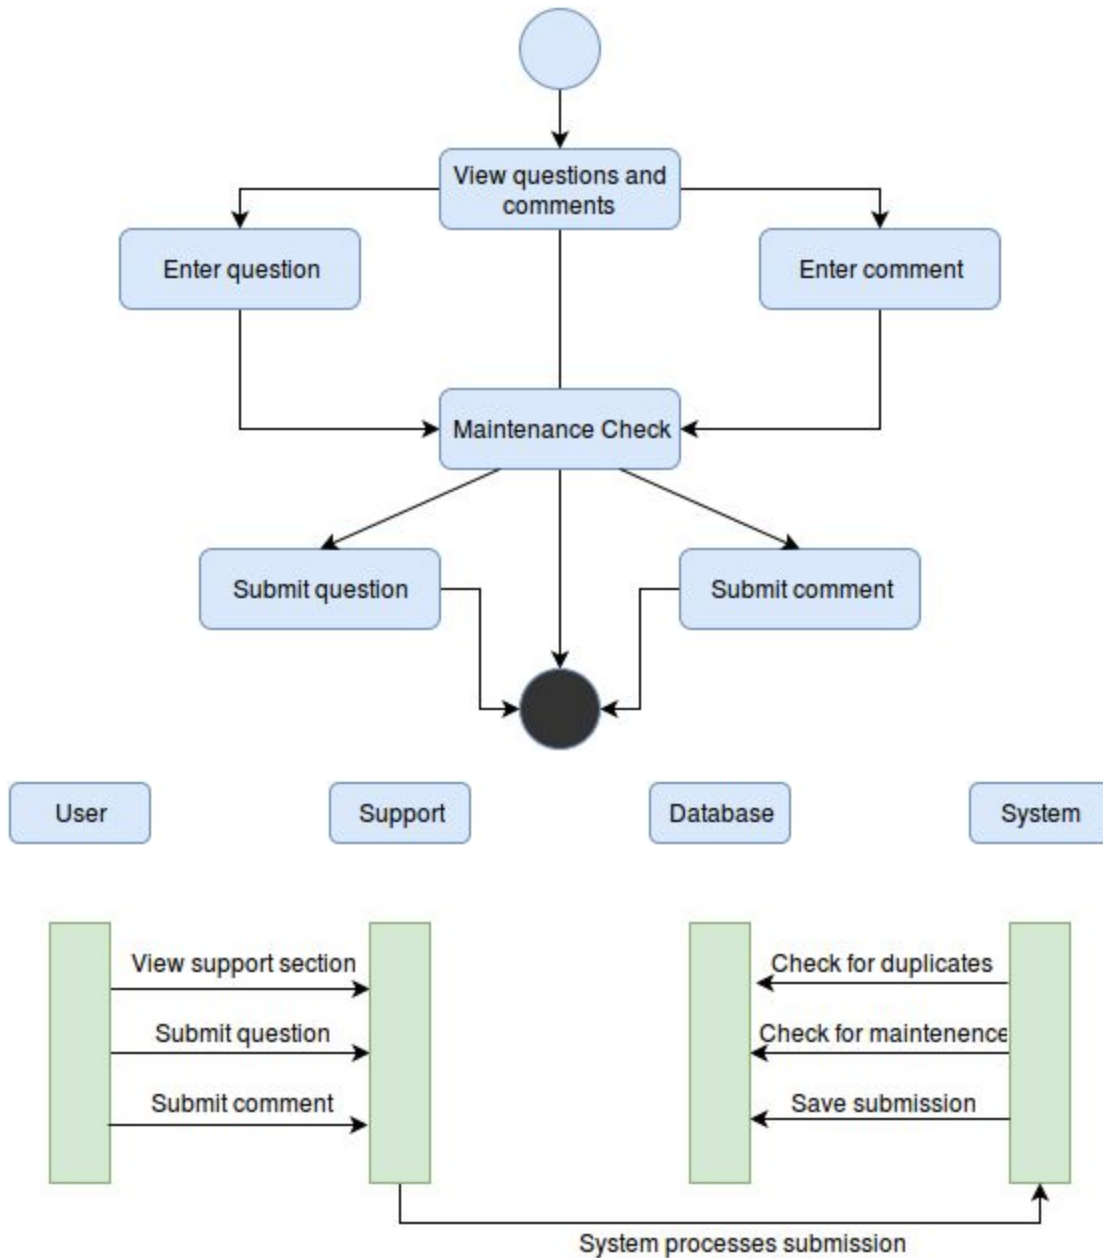 View questions and
comments
Enter question
Enter comment
Maintenance Check
Submit question
Submit comment
User
Support
Database
System
View support section
Check for duplicates
Submit question
Check for maintenence
Submit comment
Save submission
System processes submission